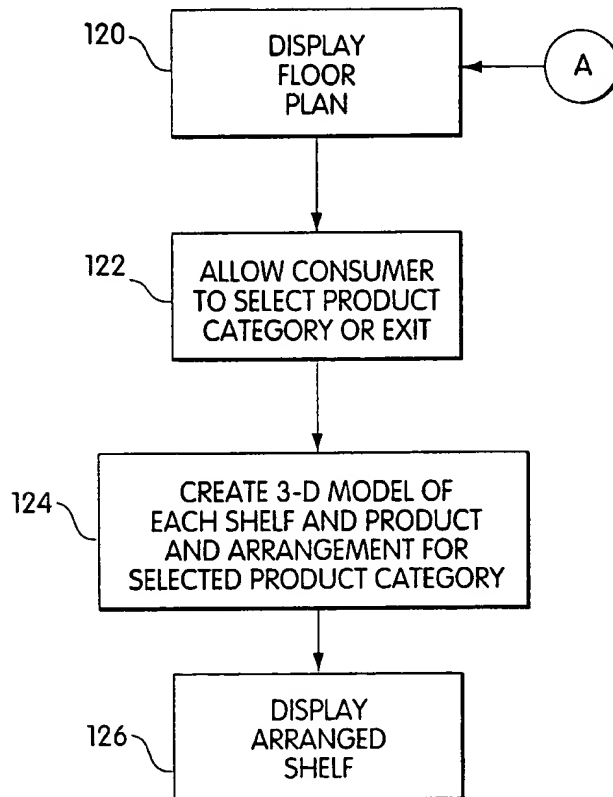 120
DISPLAY
FLOOR
PLAN
A
122
ALLOW CONSUMER
TO SELECT PRODUCT
CATEGORY OR EXIT
124
CREATE 3-D MODEL OF
EACH SHELF AND PRODUCT
AND ARRANGEMENT FOR
SELECTED PRODUCT CATEGORY
126
DISPLAY
ARRANGED
SHELF